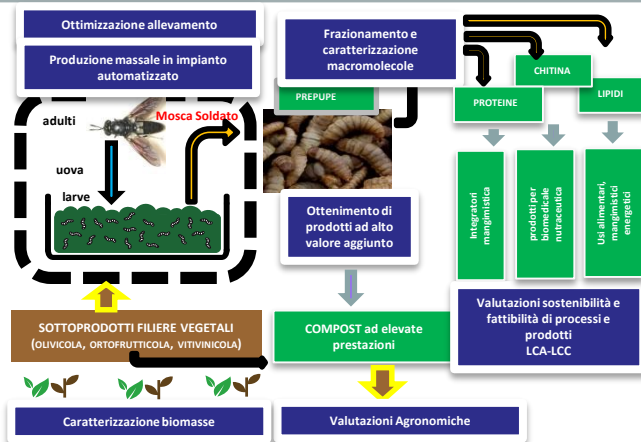 Ottimizzazione allevamento
Produzione massale in impianto
automatizzato
Frazionamento e
caratterizzazione
macromolecole
CHITINA
PROTEINE
LIPIDI
PREPUPE
Mosca Soldato
adulti
uova
larve
Ottenimento di
prodotti ad alto
valore aggiunto
Integratori
mangimistica
prodotti per
biomedicale
nutraceutica
Usi alimentari,
mangimistici
energetici
SOTTOPRODOTTI FILIERE VEGETALI
(OLIVICOLA, ORTOFRUTTICOLA, VITIVINICOLA)
COMPOST ad elevate
prestazioni
Valutazioni sostenibilità e
fattibilità di processi e
prodotti
LCA-LCC
Caratterizzazione biomasse
Valutazioni Agronomiche